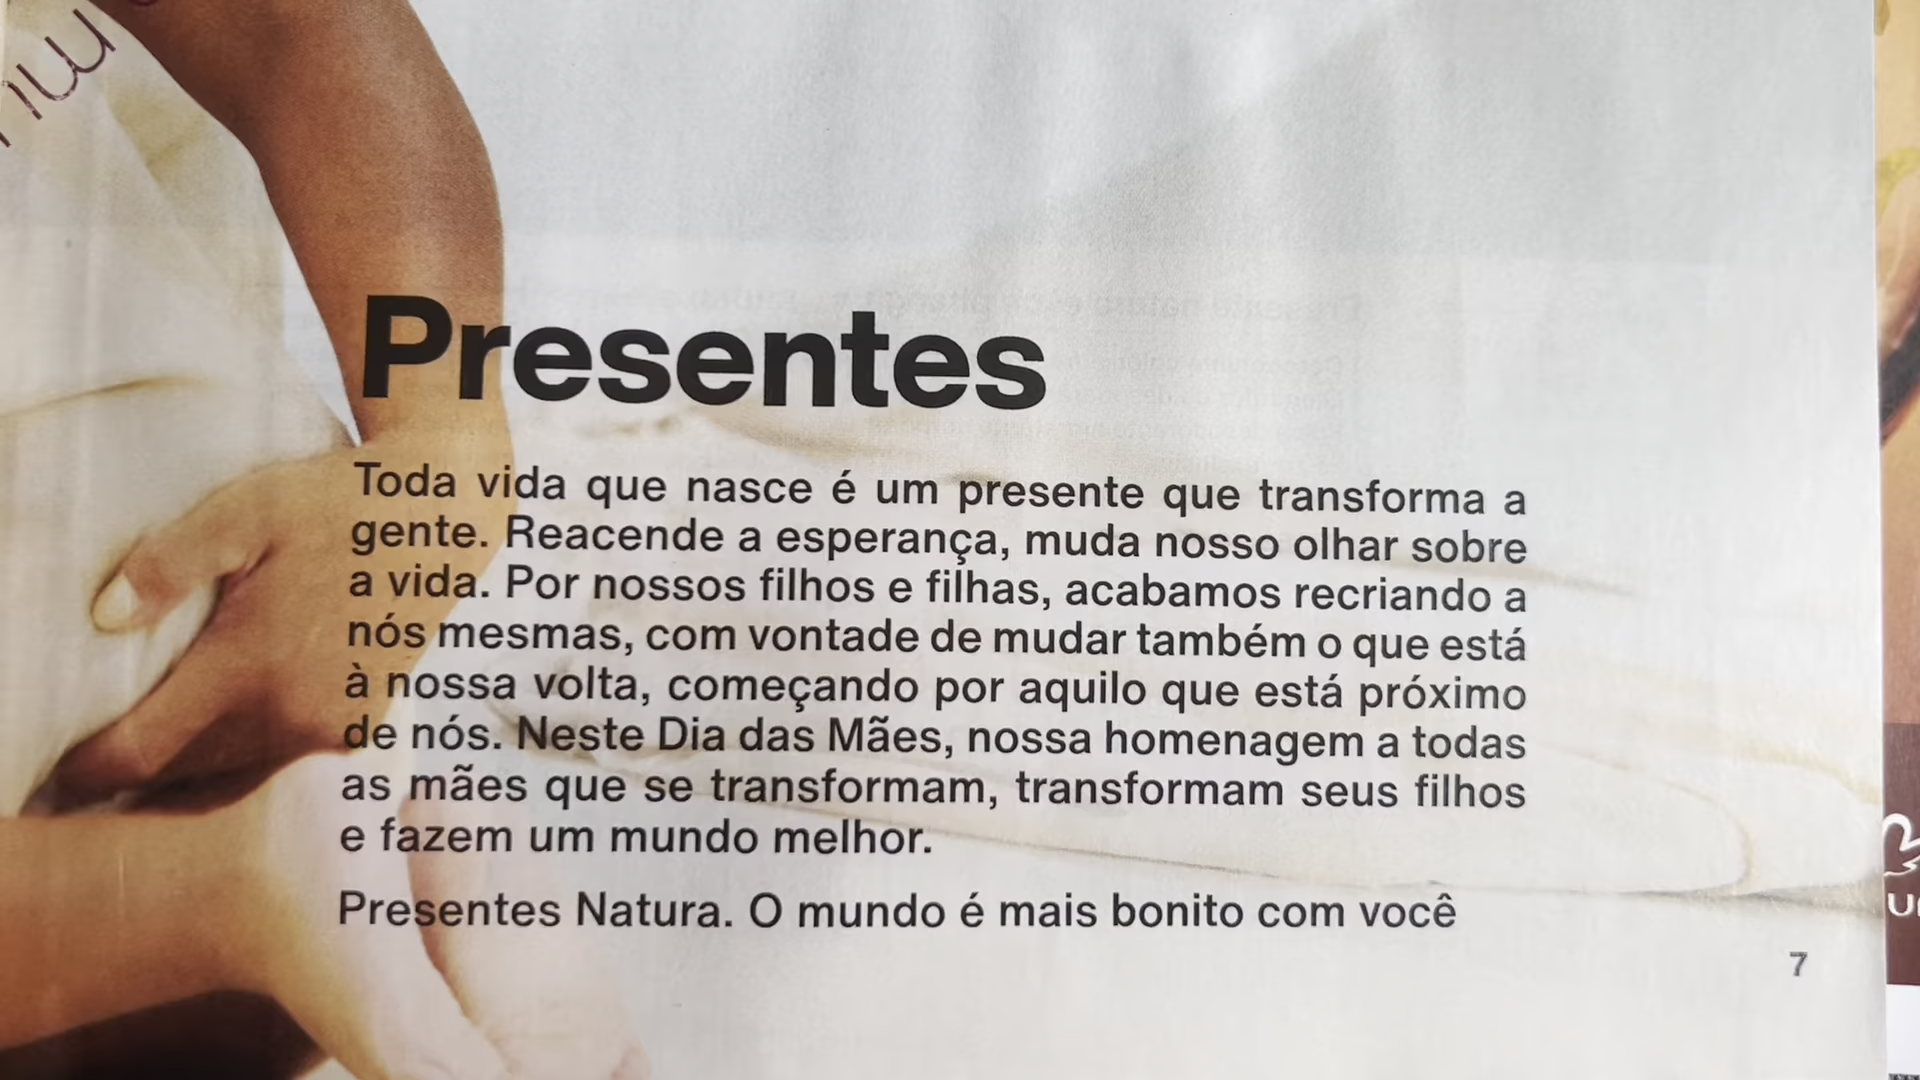 Presentes
Toda vida que nasce é um presente que transforma a
gente. Reacende a esperança, muda nosso olhar sobre
a vida. Por nossos filhos e filhas, acabamos recriando a
nós mesmas, com vontade de mudar também o que está
à nossa volta, começando por aquilo que está próximo
de nós. Neste Dia das Mães, nossa homenagem a todas
as mães que se transformam, transformam seus filhos
e fazem um mundo melhor.
Presentes Natura. O mundo é mais bonito com você
7